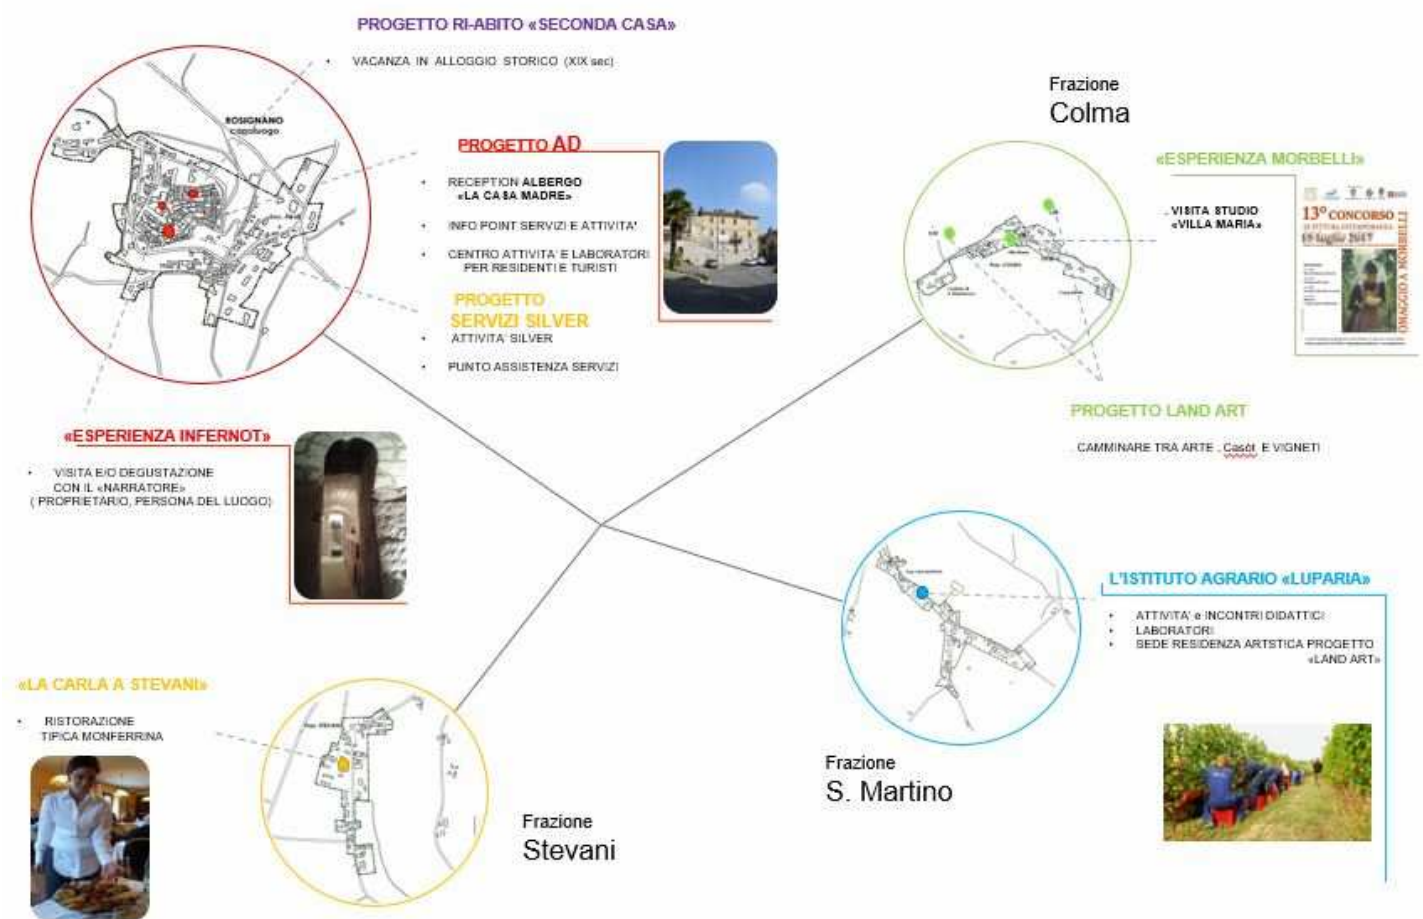 PROGETTO RI-ABITO «SECONDA CASA»
• VACANZA IN ALLOGGIO STORICO (XIX sec)
ROSIGNANO
capoluogo
PROGETTO AD
• RECEPTION ALBERGO
«LA CASA MADRE»
• INFO POINT SERVIZI E ATTIVITA'
• CENTRO ATTIVITA' E LABORATORI
PER RESIDENTI E TURISTI
PROGETTO
SERVIZI SILVER
• ATTIVITA' SILVER
• PUNTO ASSISTENZA SERVIZI
«ESPERIENZA INFERNOT»
• VISITA E/O DEGUSTAZIONE
CON IL «NARRATORE»
( PROPRIETARIO, PERSONA DEL LUOGO)
Frazione
Colma
«ESPERIENZA MORBELLI»
. VISITA STUDIO
«VILLA MARIA»
13° CONCORSO
DI PITTURA ESTEMPORANEA
OMAGGIO A MORBELLI
PROGETTO LAND ART
. CAMMINARE TRA ARTE , Casòt E VIGNETI
L'ISTITUTO AGRARIO «LUPARIA»
• ATTIVITA' e INCONTRI DIDATTICI
• LABORATORI
• SEDE RESIDENZA ARTSTICA PROGETTO
«LAND ART»
Frazione
S. Martino
«LA CARLA A STEVANI»
• RISTORAZIONE
TIPICA MONFERRINA
Frazione
Stevani